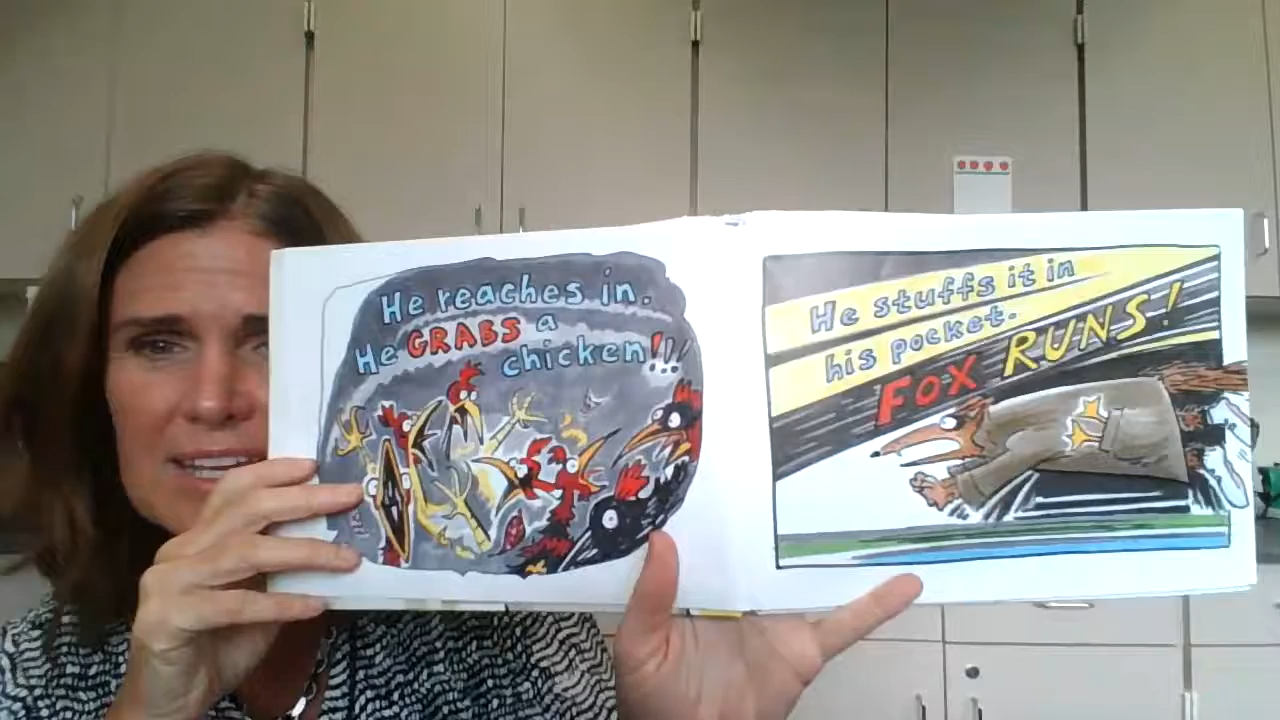 He reaches in.
He GRABS a
chicken!!!
He stuffs it in
his pocket.
FOX RUNS!